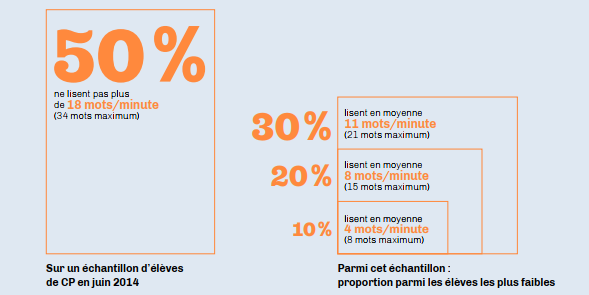 50%
ne lisent pas plus
de 18 mots/minute
(34 mots maximum)
Sur un échantillon d'élèves
de CP en juin 2014
30%
lisent en moyenne
11 mots/minute
(21 mots maximum)
20%
lisent en moyenne
8 mots/minute
(15 mots maximum)
10%
lisent en moyenne
4 mots/minute
(8 mots maximum)
Parmi cet échantillon :
proportion parmi les élèves les plus faibles